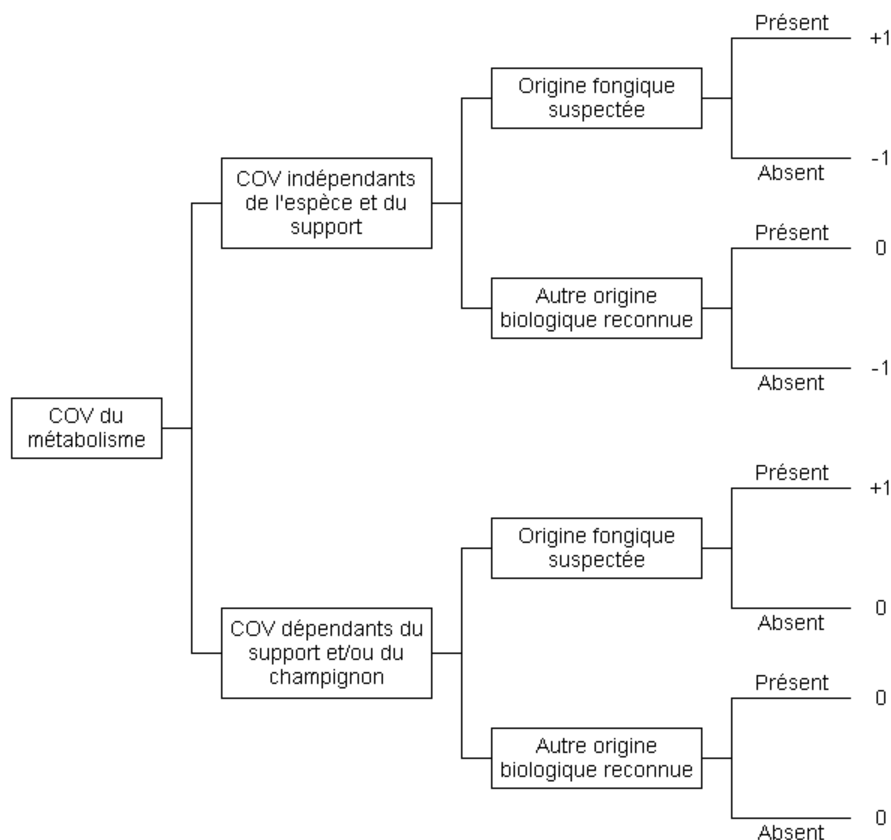 COV du
métabolisme
COV indépendants
de l'espèce et du
support
Origine fongique
suspectée
Présent
+1
-1
Absent
Autre origine
biologique reconnue
Présent
0
-1
Absent
COV dépendants du
support et/ou du
champignon
Origine fongique
suspectée
Présent
+1
0
Absent
Autre origine
biologique reconnue
Présent
0
0
Absent